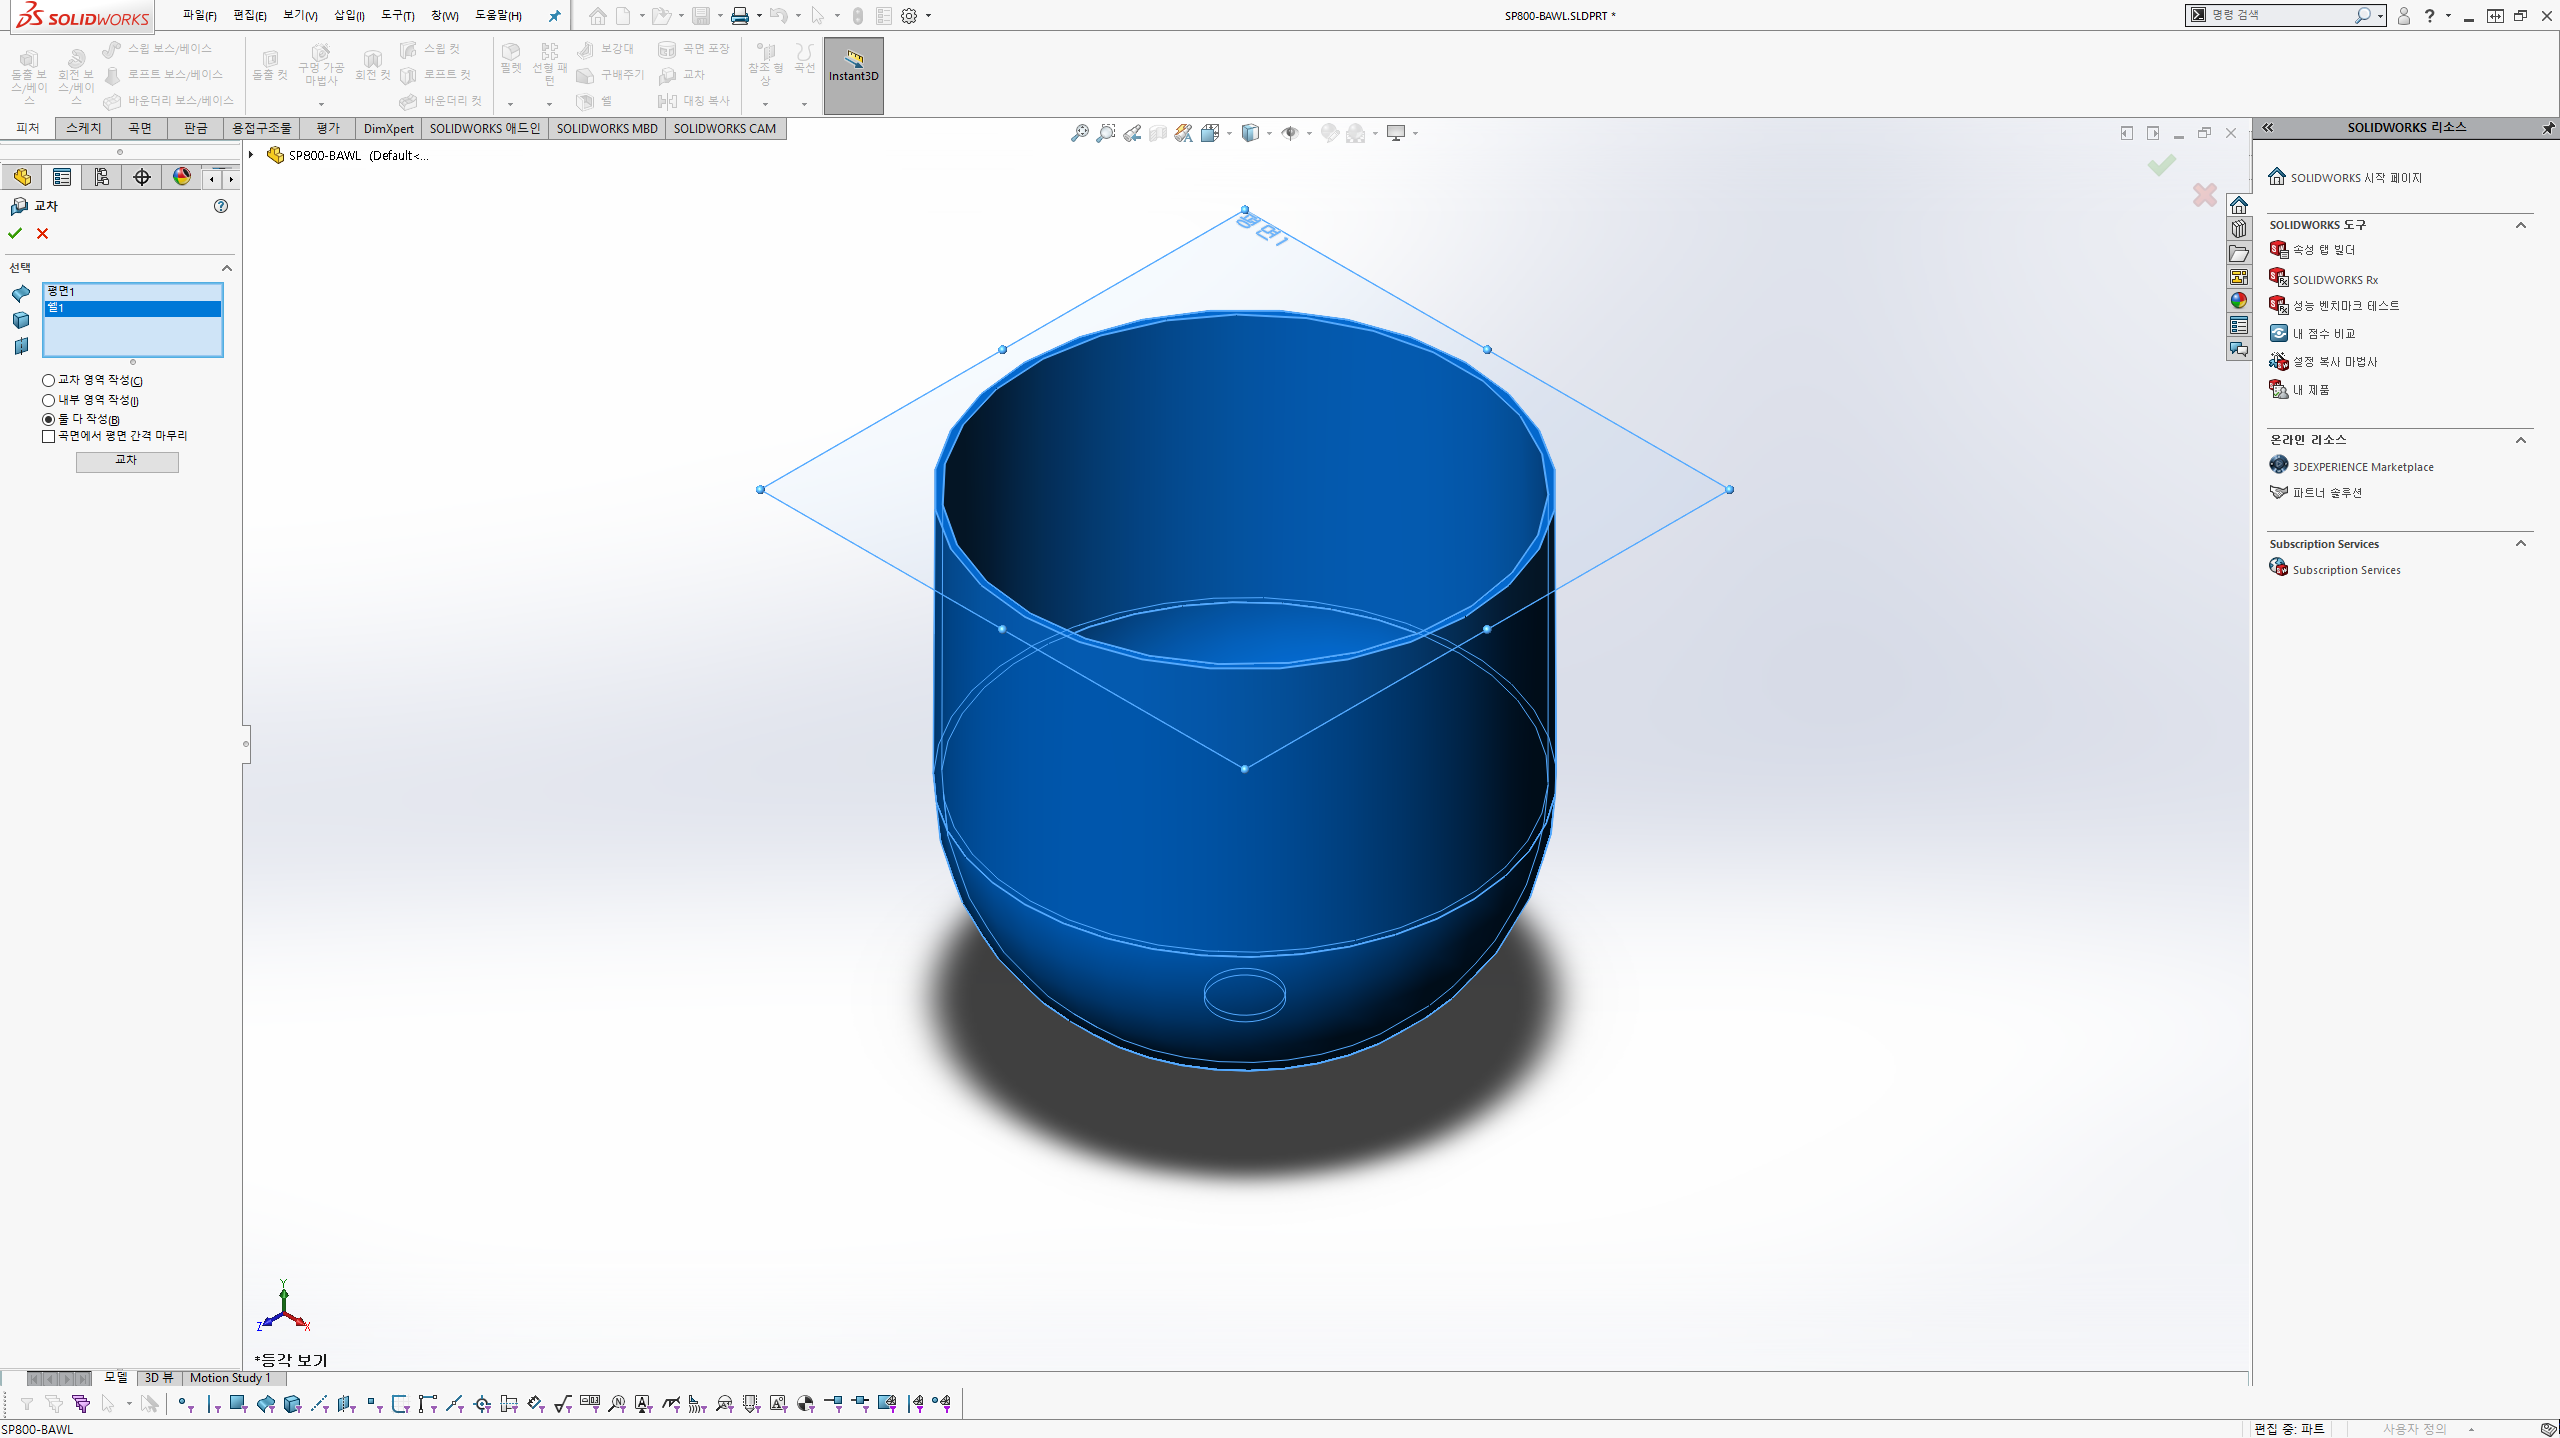 SOLIDWORKS
파일(F) 편집(E) 보기(V) 삽입(I) 도구(T) 창(W) 도움말(H)
SP800-BAWL.SLDPRT *
명령 검색
돌출 보스/베이스
회전 보스/베이스
스윕 보스/베이스
로프트 보스/베이스
바운더리 보스/베이스
돌출 컷
구멍 가공 마법사
회전 컷
스윕 컷
로프트 컷
바운더리 컷
필렛
선형 패턴
보강대
구배주기
쉘
곡면 포장
교차
대칭 복사
참조 형상
곡선
Instant3D
피처 스케치 곡면 판금 용접구조물 평가 DimXpert SOLIDWORKS 애드인 SOLIDWORKS MBD SOLIDWORKS CAM
SP800-BAWL (Default<...
교차
선택
평면1
쉘1
교차 영역 작성(C)
내부 영역 작성(I)
둘 다 작성(B)
곡면에서 평면 간격 마무리
교차
평면1
SOLIDWORKS 리소스
SOLIDWORKS 시작 페이지
SOLIDWORKS 도구
속성 탭 빌더
SOLIDWORKS Rx
성능 벤치마크 테스트
내 점수 비교
설정 복사 마법사
내 제품
온라인 리소스
3DEXPERIENCE Marketplace
파트너 솔루션
Subscription Services
Subscription Services
Y
Z
X
*등각 보기
모델 3D 뷰 Motion Study 1
SP800-BAWL
편집 중: 파트
사용자 정의